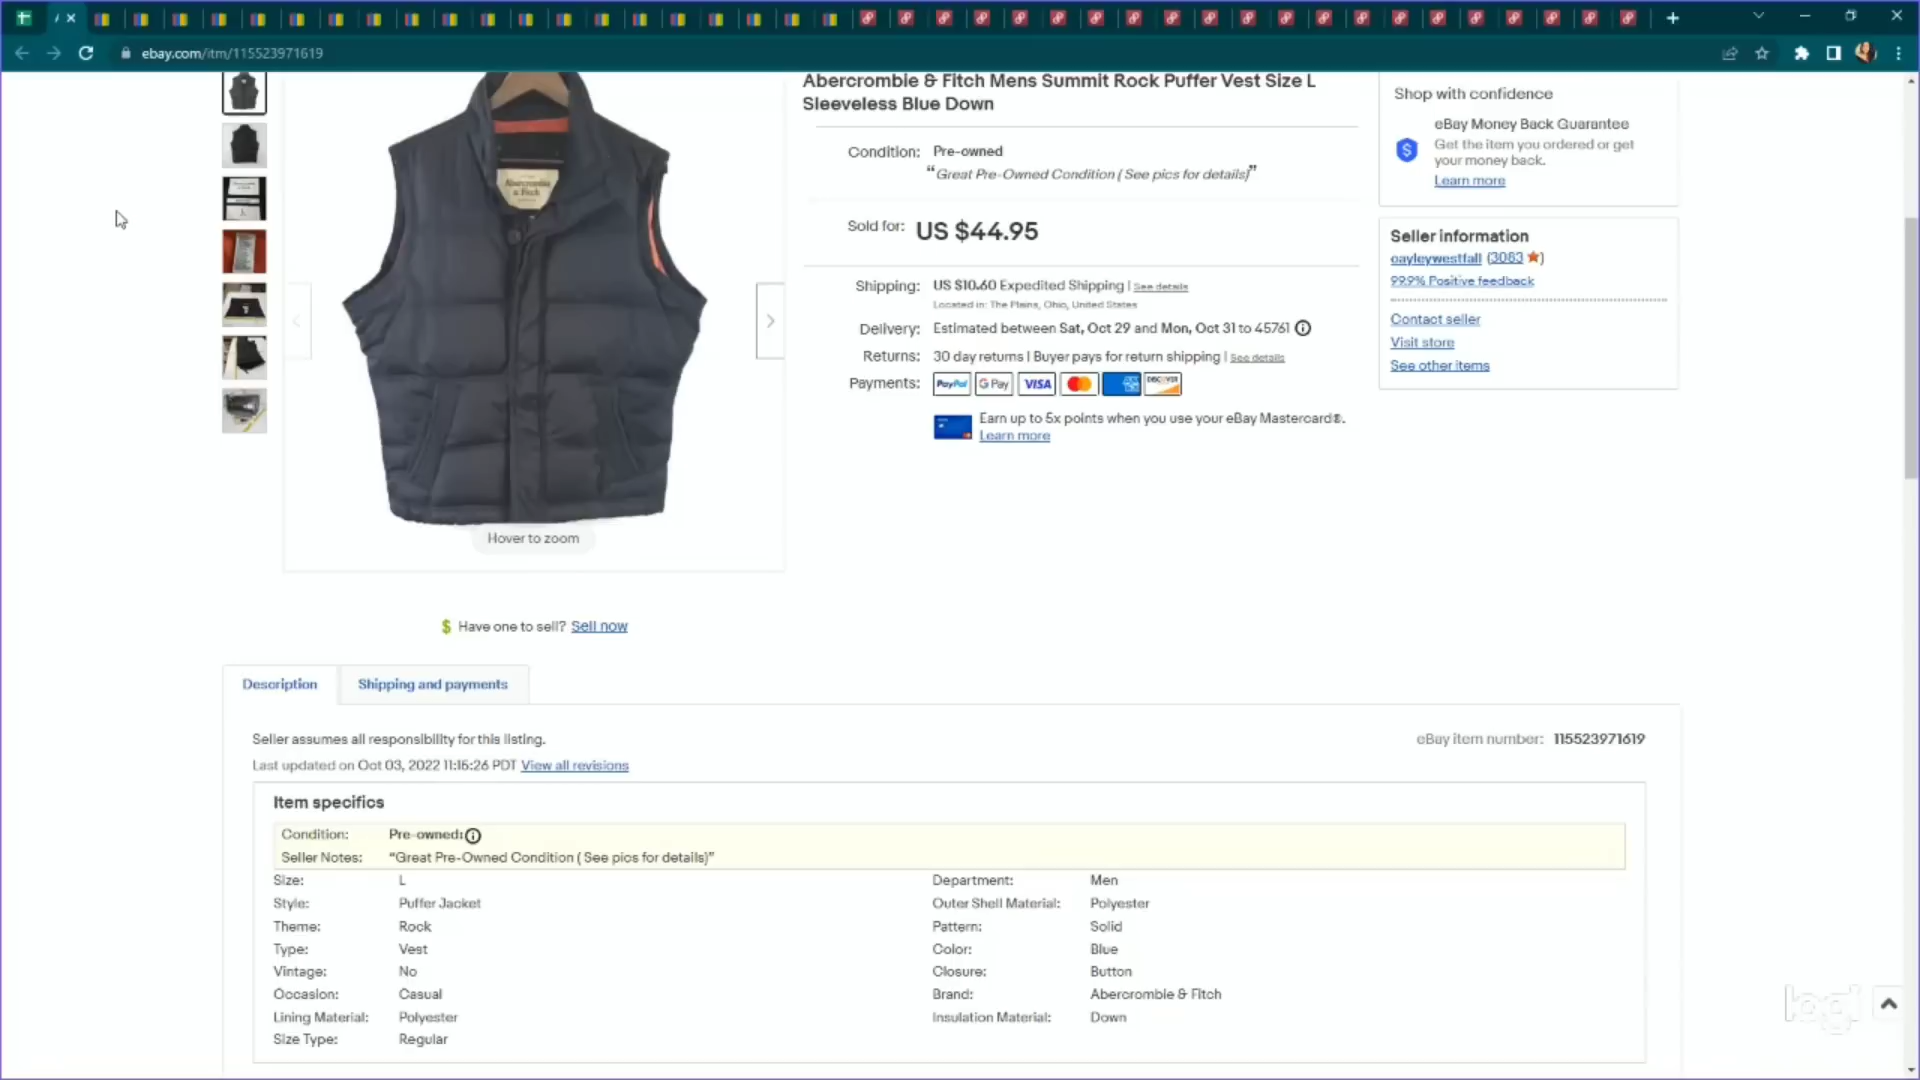 ebay.com/itm/115523971619
Abercrombie & Fitch Mens Summit Rock Puffer Vest Size L
Sleeveless Blue Down
Condition: Pre-owned
“Great Pre-Owned Condition ( See pics for details)”
Sold for: US $44.95
Shipping: US $10.60 Expedited Shipping | See details
Located in: The Plains, Ohio, United States
Delivery: Estimated between Sat, Oct 29 and Mon, Oct 31 to 45761
Returns: 30 day returns | Buyer pays for return shipping | See details
Payments: PayPal G Pay VISA DISCOVER
Earn up to 5x points when you use your eBay Mastercard®.
Learn more
Shop with confidence
eBay Money Back Guarantee
Get the item you ordered or get
your money back.
Learn more
Seller information
cayleywestfall (3083)
99.9% Positive feedback
Contact seller
Visit store
See other items
Abercrombie
& Fitch
Hover to zoom
$ Have one to sell? Sell now
Description
Shipping and payments
Seller assumes all responsibility for this listing.
eBay item number: 115523971619
Last updated on Oct 03, 2022 11:15:26 PDT View all revisions
Item specifics
Condition: Pre-owned:
Seller Notes: “Great Pre-Owned Condition ( See pics for details)”
Size: L
Department: Men
Style: Puffer Jacket
Outer Shell Material: Polyester
Theme: Rock
Pattern: Solid
Type: Vest
Color: Blue
Vintage: No
Closure: Button
Occasion: Casual
Brand: Abercrombie & Fitch
Lining Material: Polyester
Insulation Material: Down
Size Type: Regular
logi